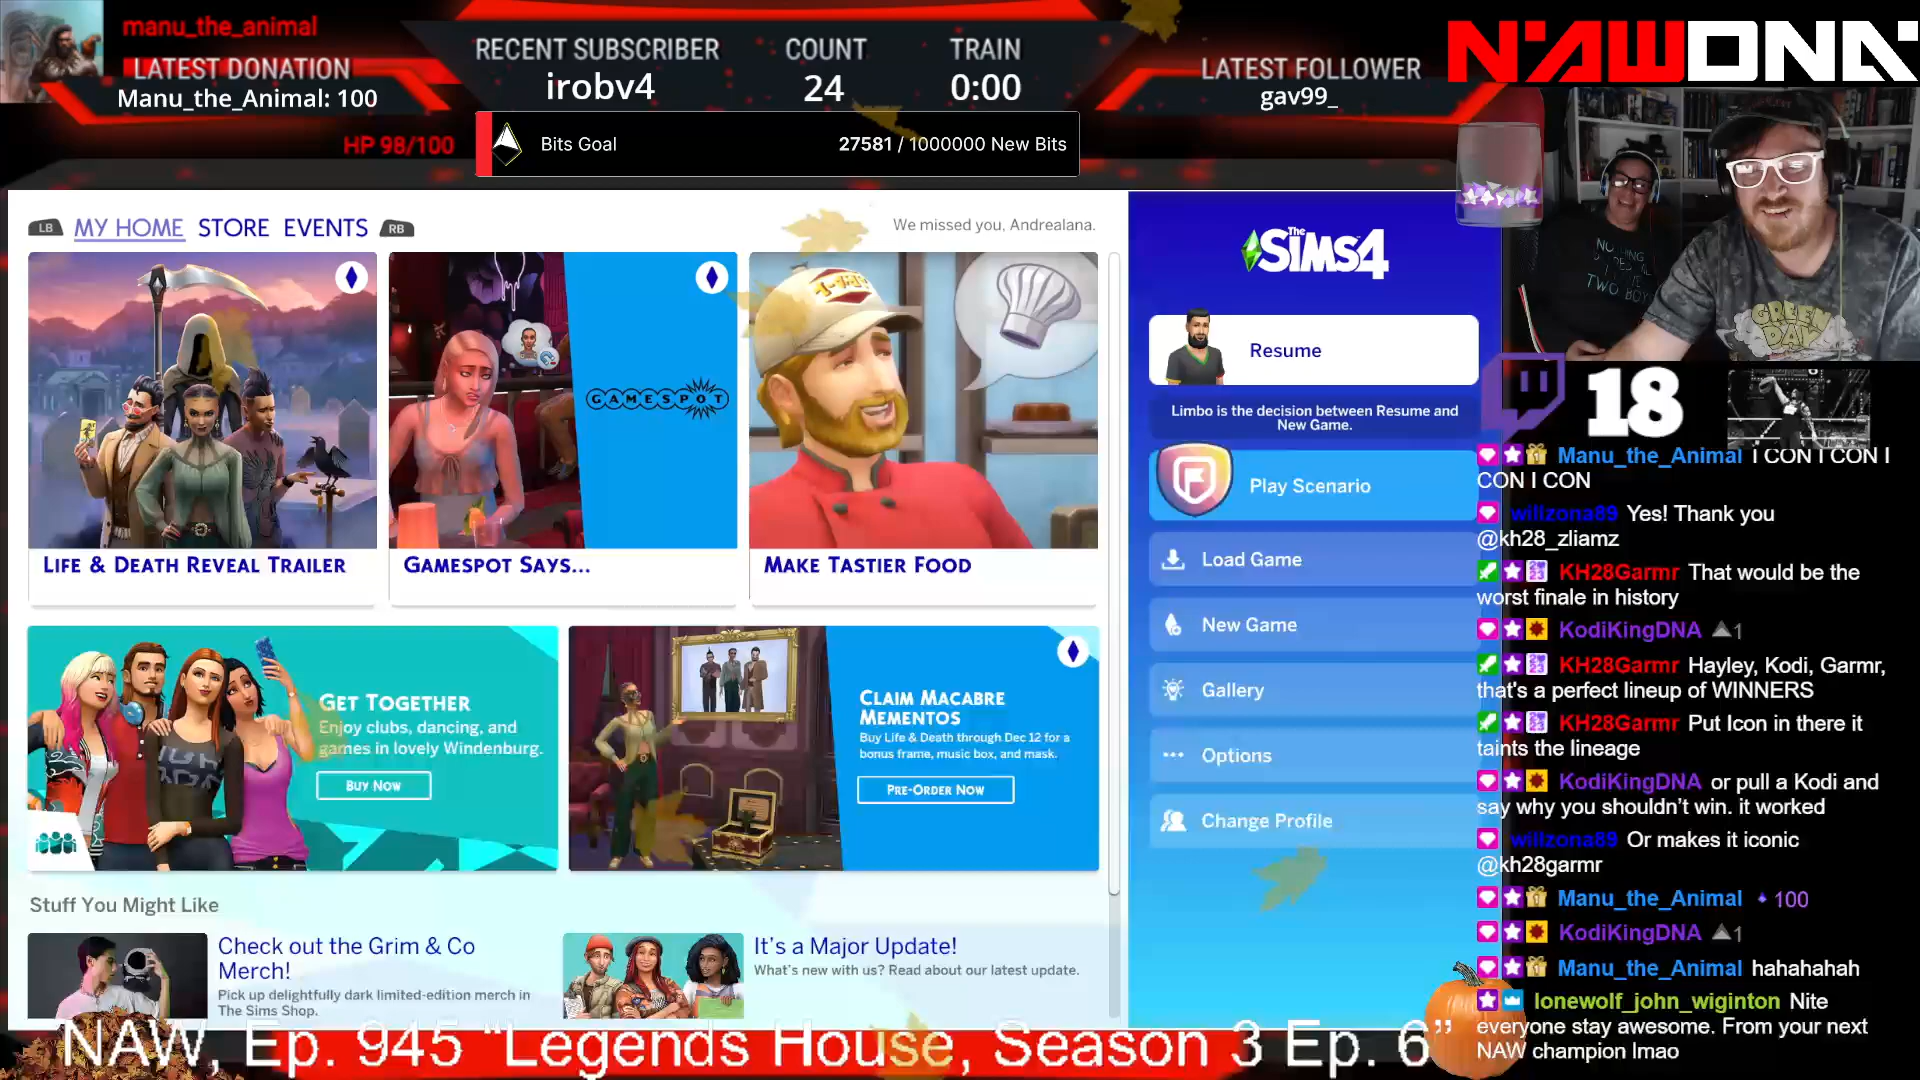 manu_the_animal
LATEST DONATION
Manu_the_Animal: 100
HP 98/100
RECENT SUBSCRIBER
irobv4
COUNT
24
TRAIN
0:00
Bits Goal
27581 / 1000000 New Bits
LATEST FOLLOWER
gav99_
NAWDNA
LB MY HOME STORE EVENTS RB
We missed you, Andrealana.
LIFE & DEATH REVEAL TRAILER
GAMESPOT
GAMESPOT SAYS...
MAKE TASTIER FOOD
GET TOGETHER
Enjoy clubs, dancing, and
games in lovely Windenburg.
BUY NOW
CLAIM MACABRE
MEMENTOS
Buy Life & Death through Dec 12 for a
bonus frame, music box, and mask.
PRE-ORDER NOW
Stuff You Might Like
Check out the Grim & Co
Merch!
Pick up delightfully dark limited-edition merch in
The Sims Shop.
It's a Major Update!
What's new with us? Read about our latest update.
The SIMS 4
Resume
Limbo is the decision between Resume and
New Game.
Play Scenario
Load Game
New Game
Gallery
Options
Change Profile
TWO BOYS
GREEN
DAY
18
Manu_the_Animal I CON I CON I
CON I CON
willzona89 Yes! Thank you
@kh28_zliamz
KH28Garmr That would be the
worst finale in history
KodiKingDNA 1
KH28Garmr Hayley, Kodi, Garmr,
that's a perfect lineup of WINNERS
KH28Garmr Put Icon in there it
taints the lineage
KodiKingDNA or pull a Kodi and
say why you shouldn't win. it worked
willzona89 Or makes it iconic
@kh28garmr
Manu_the_Animal 100
KodiKingDNA 1
Manu_the_Animal hahahahah
lonewolf_john_wiginton Nite
everyone stay awesome. From your next
NAW champion lmao
NAW, Ep. 945 "Legends House, Season 3 Ep. 6"